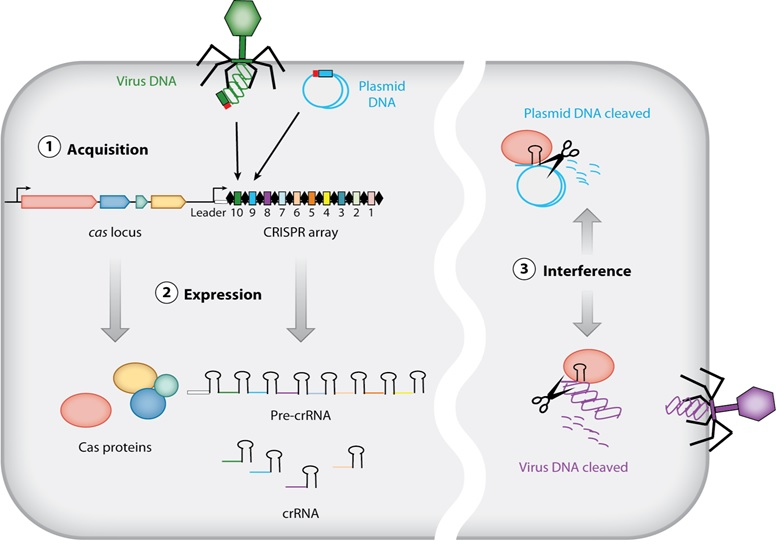 Virus DNA
Plasmid
DNA
1 Acquisition
Leader 10 9 8 7 6 5 4 3 2 1
cas locus
CRISPR array
2 Expression
Pre-crRNA
Cas proteins
crRNA
Plasmid DNA cleaved
3 Interference
Virus DNA cleaved